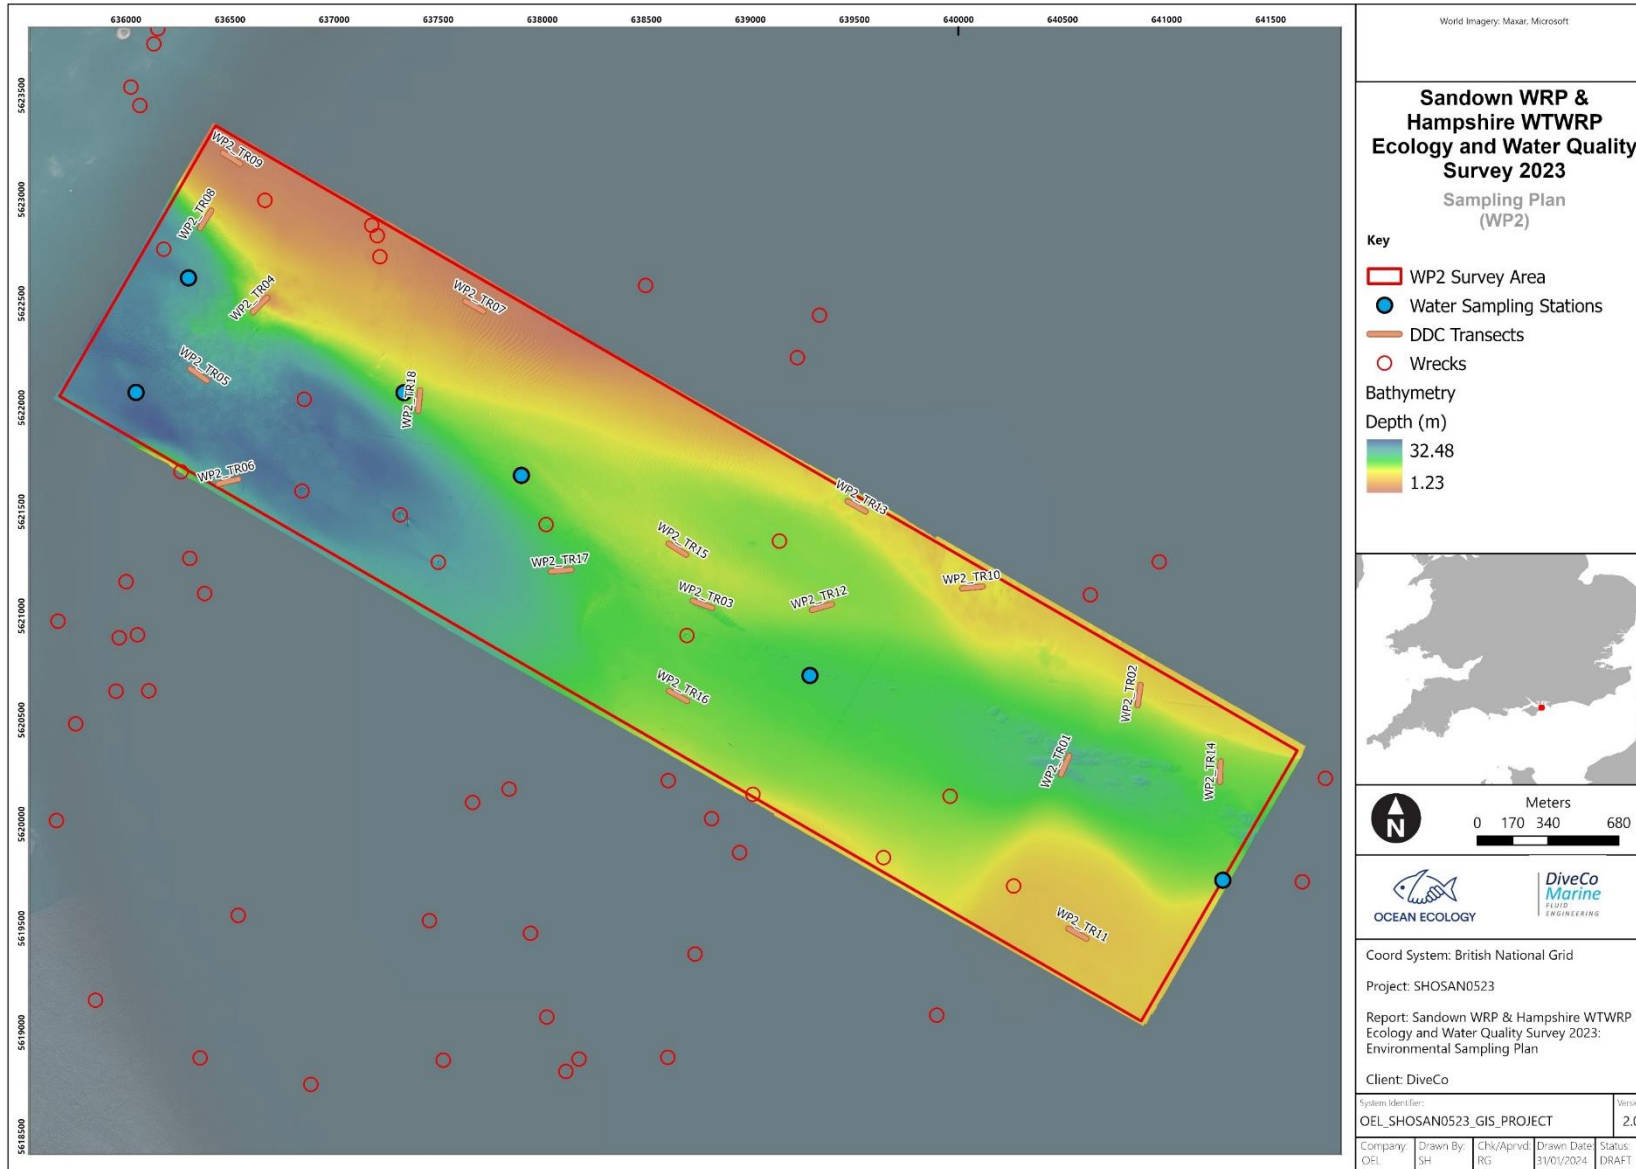 636000 636500 637000 637500 638000 638500 639000 639500 640000 640500 641000 641500
5623500
5623000
5622500
5622000
5621500
5621000
5620500
5620000
5619500
5619000
5618500
WP2_TR09
WP2_TR08
WP2_TR04
WP2_TR07
WP2_TR05
WP2_TR18
WP2_TR06
WP2_TR13
WP2_TR15
WP2_TR17
WP2_TR10
WP2_TR03
WP2_TR12
WP2_TR16
WP2_TR02
WP2_TR01
WP2_TR14
WP2_TR11
World Imagery: Maxar, Microsoft
Sandown WRP &
Hampshire WTWRP
Ecology and Water Quality
Survey 2023
Sampling Plan
(WP2)
Key
WP2 Survey Area
Water Sampling Stations
DDC Transects
Wrecks
Bathymetry
Depth (m)
32.48
1.23
N
Meters
0 170 340 680
OCEAN ECOLOGY
DiveCo
Marine
FLUID
ENGINEERING
Coord System: British National Grid
Project: SHOSAN0523
Report: Sandown WRP & Hampshire WTWRP
Ecology and Water Quality Survey 2023:
Environmental Sampling Plan
Client: DiveCo
System Identifier:
OEL_SHOSAN0523_GIS_PROJECT
2.0
Company: Drawn By: Chk/Aprvd: Drawn Date: Status:
OEL SH RG 31/01/2024 DRAFT